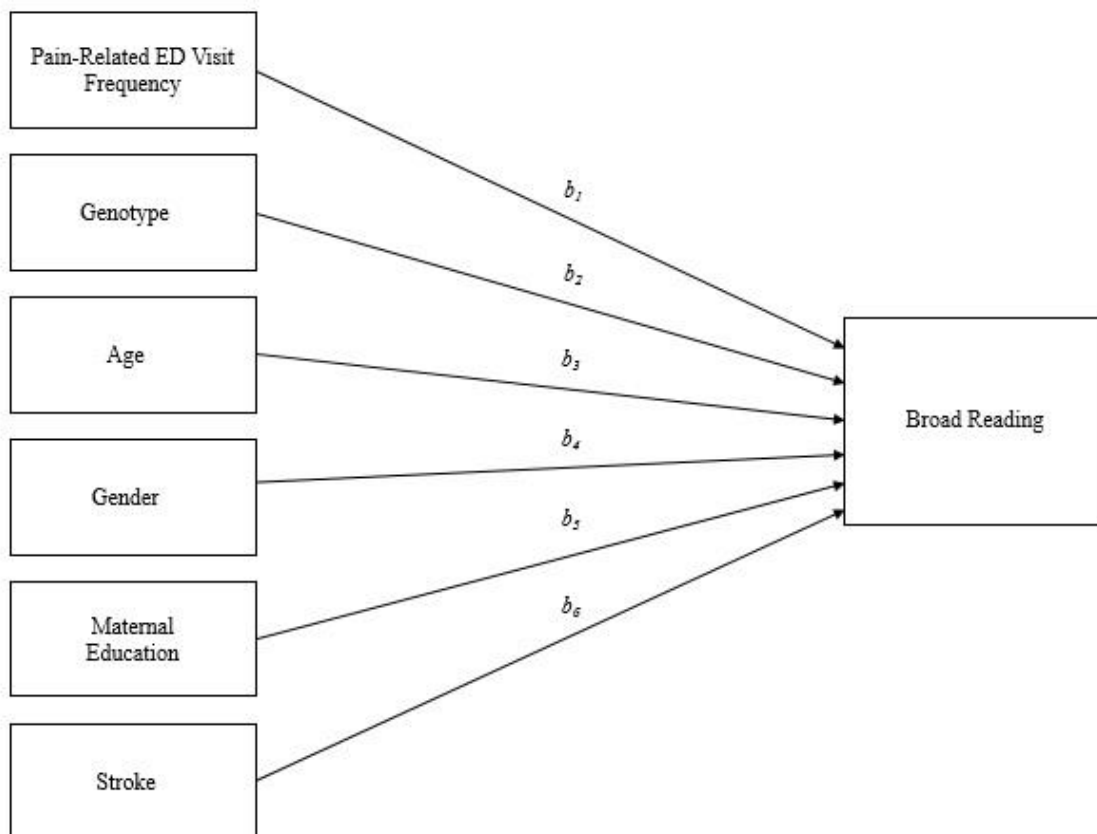 Pain-Related ED Visit
Frequency
b₁
Genotype
b₂
Age
b₃
Broad Reading
b₄
Gender
b₅
Maternal
Education
b₆
Stroke